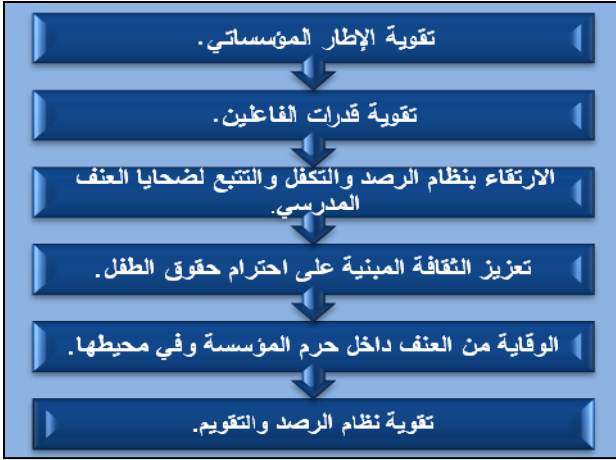 تقوية الإطار المؤسساتي.
تقوية قدرات الفاعلين.
الارتقاء بنظام الرصد والتكفل والتتبع لضحايا العنف
المدرسي.
تعزيز الثقافة المبنية على احترام حقوق الطفل.
الوقاية من العنف داخل حرم المؤسسة وفي محيطها.
تقوية نظام الرصد والتقويم.